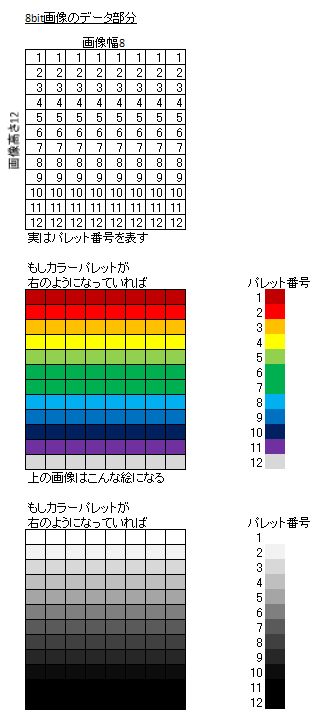 8bit画像のデータ部分
画像幅8
画像高さ12
1 1 1 1 1 1 1 1
2 2 2 2 2 2 2 2
3 3 3 3 3 3 3 3
4 4 4 4 4 4 4 4
5 5 5 5 5 5 5 5
6 6 6 6 6 6 6 6
7 7 7 7 7 7 7 7
8 8 8 8 8 8 8 8
9 9 9 9 9 9 9 9
10 10 10 10 10 10 10 10
11 11 11 11 11 11 11 11
12 12 12 12 12 12 12 12
実はパレット番号を表す
もしカラーパレットが
右のようになっていれば
パレット番号
1
2
3
4
5
6
7
8
9
10
11
12
上の画像はこんな絵になる
もしカラーパレットが
右のようになっていれば
パレット番号
1
2
3
4
5
6
7
8
9
10
11
12